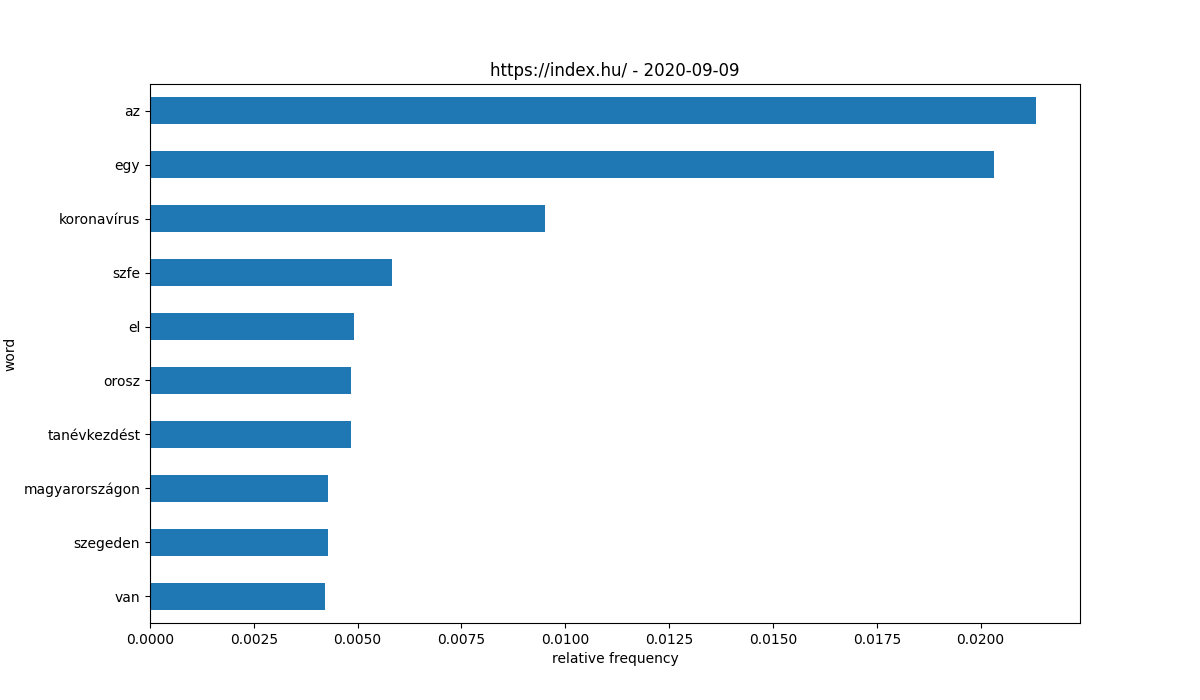 https://index.hu/ - 2020-09-09
az
egy
koronavírus
szfe
el
orosz
tanévkezdést
magyarországon
szegeden
van
word
0.0000 0.0025 0.0050 0.0075 0.0100 0.0125 0.0150 0.0175 0.0200
relative frequency